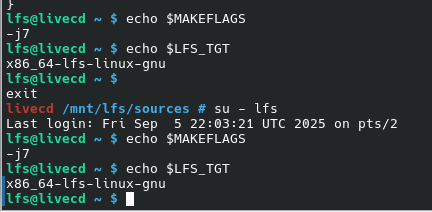 }
lfs@livecd ~ $ echo $MAKEFLAGS
-j7
lfs@livecd ~ $ echo $LFS_TGT
x86_64-lfs-linux-gnu
lfs@livecd ~ $
exit
livecd /mnt/lfs/sources # su - lfs
Last login: Fri Sep  5 22:03:21 UTC 2025 on pts/2
lfs@livecd ~ $ echo $MAKEFLAGS
-j7
lfs@livecd ~ $ echo $LFS_TGT
x86_64-lfs-linux-gnu
lfs@livecd ~ $